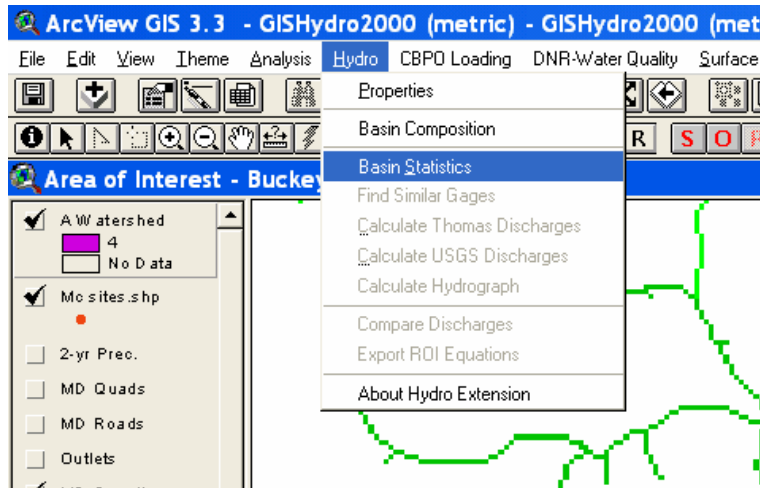 ArcView GIS 3.3 - GISHydro2000 (metric) - GISHydro2000 (met
File Edit View Theme Analysis Hydro CBPO Loading DNR-Water Quality Surface
Properties
Basin Composition
R S O
Basin Statistics
Area of Interest - Buckey
Find Similar Gages
A Watershed
Calculate Thomas Discharges
4
Calculate USGS Discharges
No Data
Calculate Hydrograph
Mc sites.shp
Compare Discharges
2-yr Prec.
Export ROI Equations
MD Quads
About Hydro Extension
MD Roads
Outlets